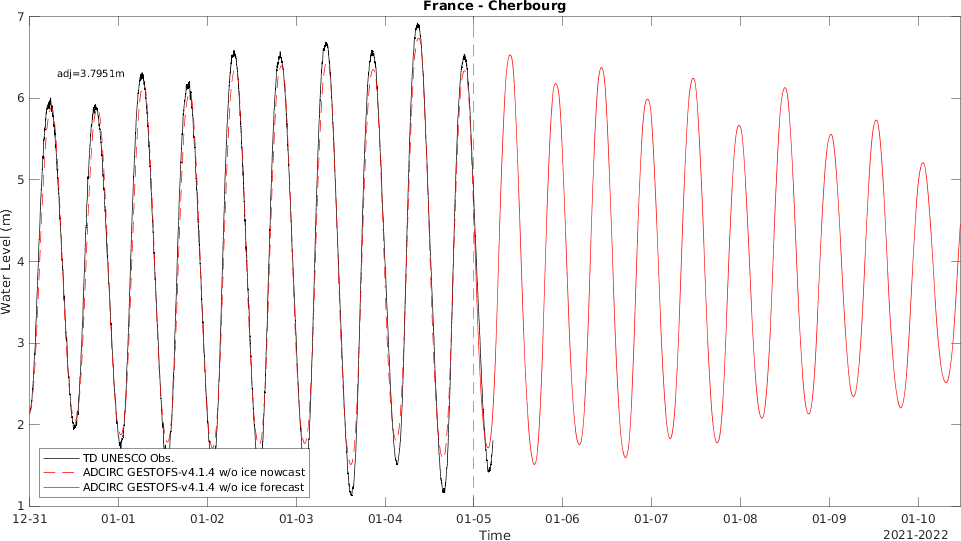 France - Cherbourg
7
6
5
4
3
2
1
Water Level (m)
adj=3.7951m
TD UNESCO Obs.
ADCIRC GESTOFS-v4.1.4 w/o ice nowcast
ADCIRC GESTOFS-v4.1.4 w/o ice forecast
12-31 01-01 01-02 01-03 01-04 01-05 01-06 01-07 01-08 01-09 01-10
Time
2021-2022